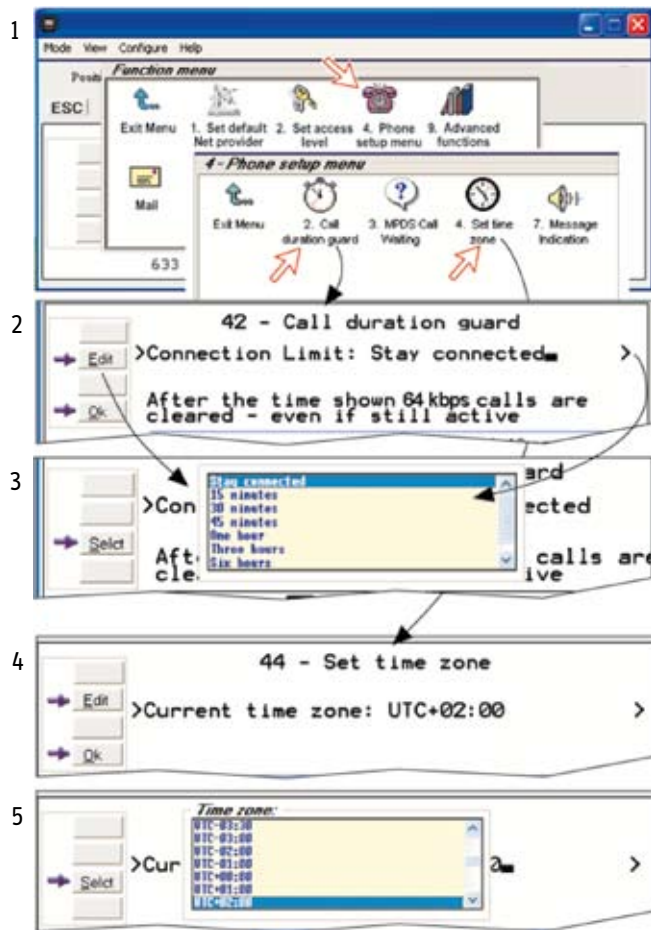 1
Mode View Configure Help
Function menu
ESC
Exit Menu
1. Set default Net provider
2. Set access level
4. Phone setup menu
9. Advanced functions
Mail
633
4-Phone setup menu
Exit Menu
2. Call duration guard
3. MPDS Call Waiting
4. Set time zone
7. Message Indication
2
42 - Call duration guard
Edit
>Connection Limit: Stay connected
>
After the time shown 64 kbps calls are
Ok
cleared - even if still active
3
Stay connected
15 minutes
30 minutes
45 minutes
One hour
Three hours
Six hours
ard
>Con
ected
Selct
Aft
calls are
cle
ive
4
44 - Set time zone
Edit
>Current time zone: UTC+02:00
>
Ok
5
Time zone:
UTC-03:30
UTC-03:00
UTC-02:00
UTC-01:00
UTC+00:00
UTC+01:00
UTC+02:00
>Cur
>
Selct